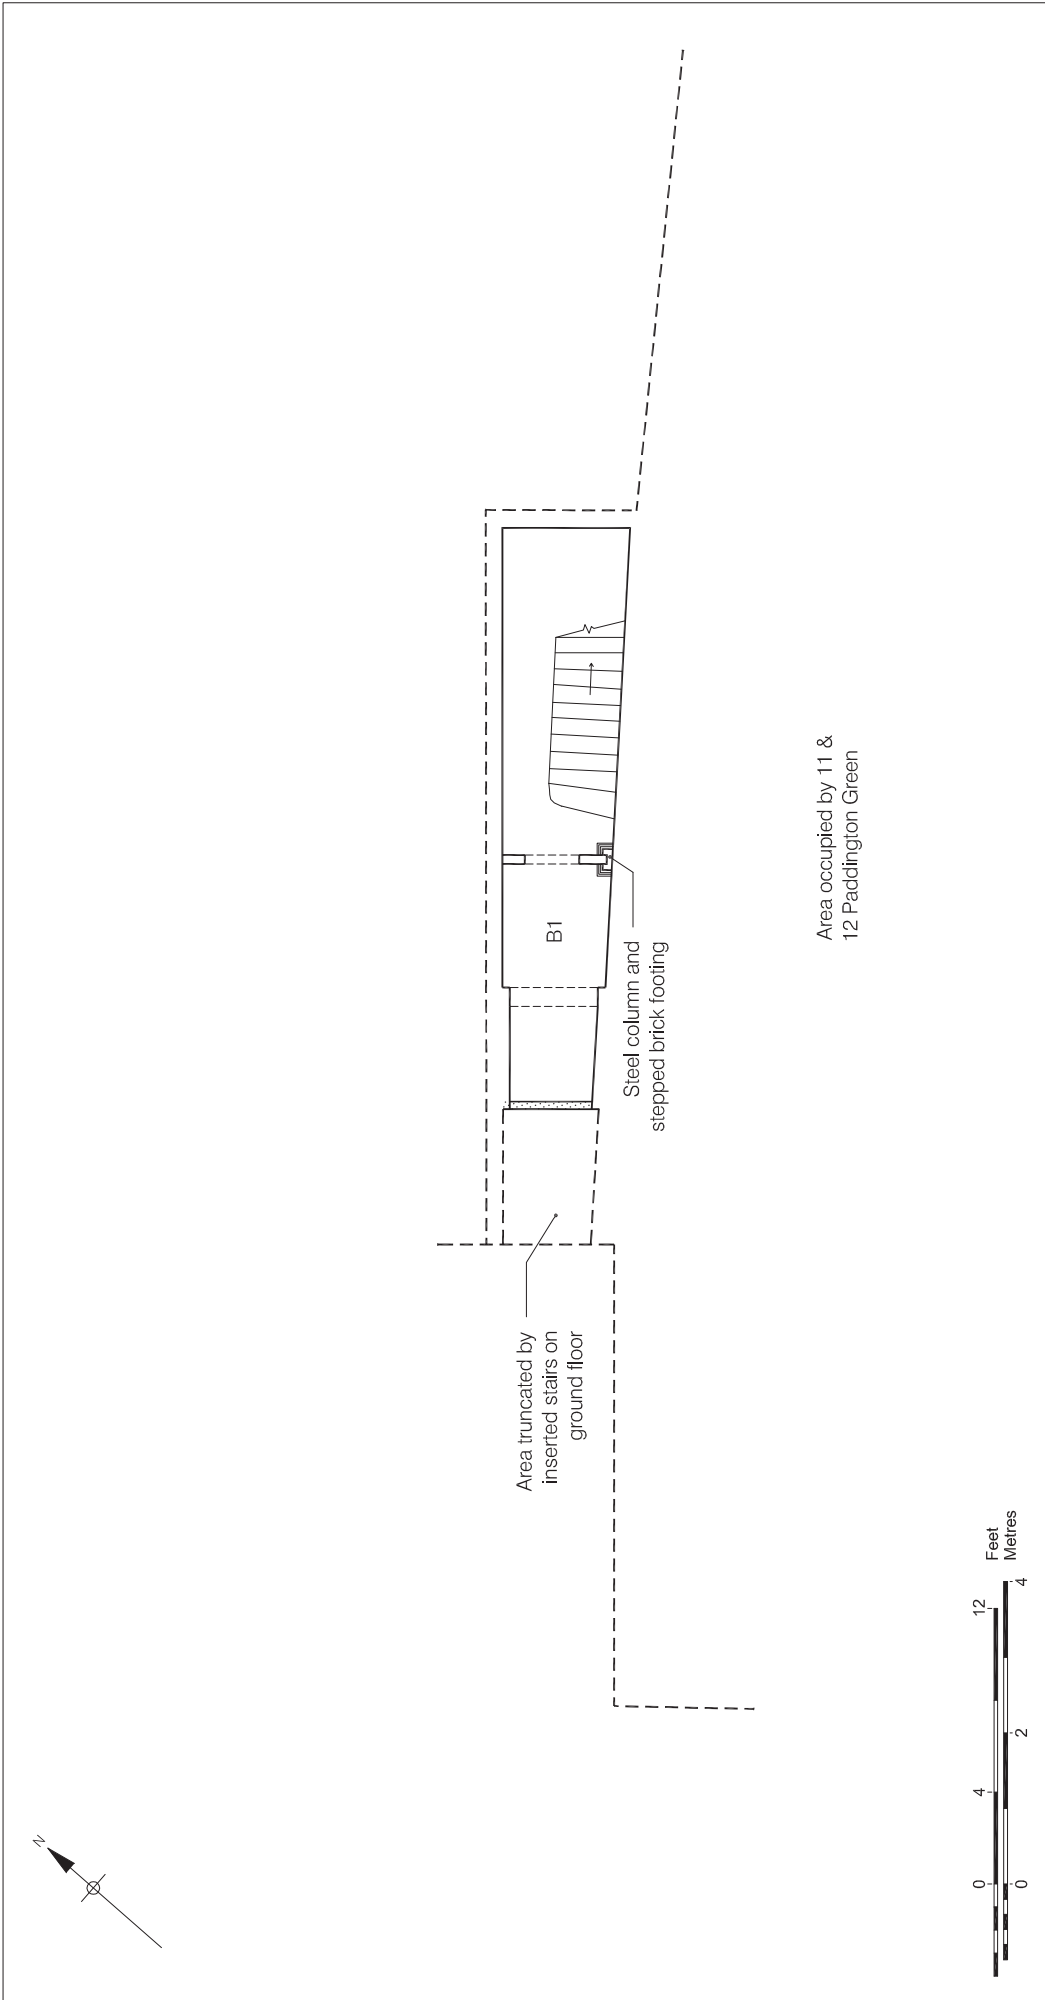 N
Area truncated by
inserted stairs on
ground floor
B1
Steel column and
stepped brick footing
Area occupied by 11 &
12 Paddington Green
0 4 12
Feet
Metres
0 2 4